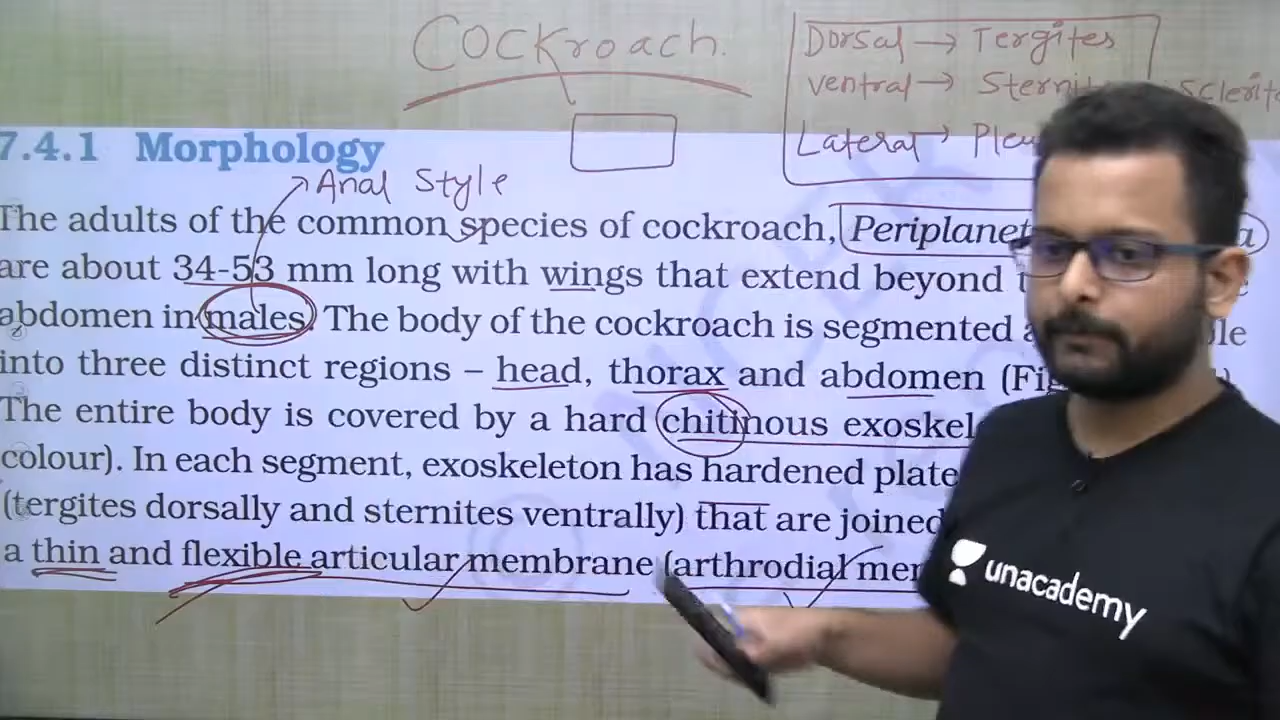 Cockroach.
Dorsal → Tergites
Ventral → Sternit
Sclerit
Lateral → Pleu
7.4.1 Morphology
Anal Style
The adults of the common species of cockroach, Periplanet a
are about 34-53 mm long with wings that extend beyond
abdomen in males. The body of the cockroach is segmented
into three distinct regions – head, thorax and abdomen (Fi
The entire body is covered by a hard chitinous exoskel
colour). In each segment, exoskeleton has hardened plate
(tergites dorsally and sternites ventrally) that are joined
a thin and flexible articular membrane (arthrodial mem
unacademy